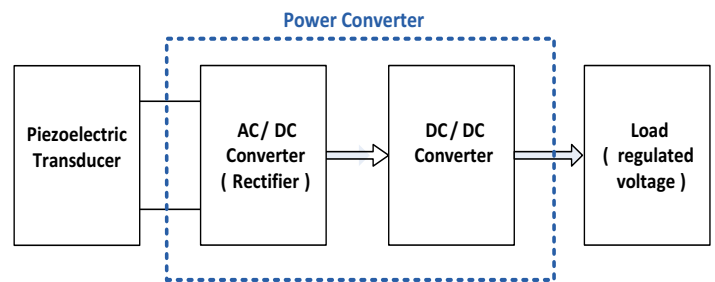 Power Converter
Piezoelectric
Transducer
AC/ DC
Converter
( Rectifier )
DC/ DC
Converter
Load
( regulated
voltage )